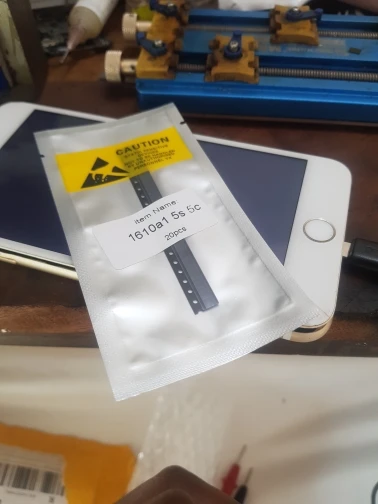 CAUTION
Item Name:
1610a1 5s 5c
20pcs